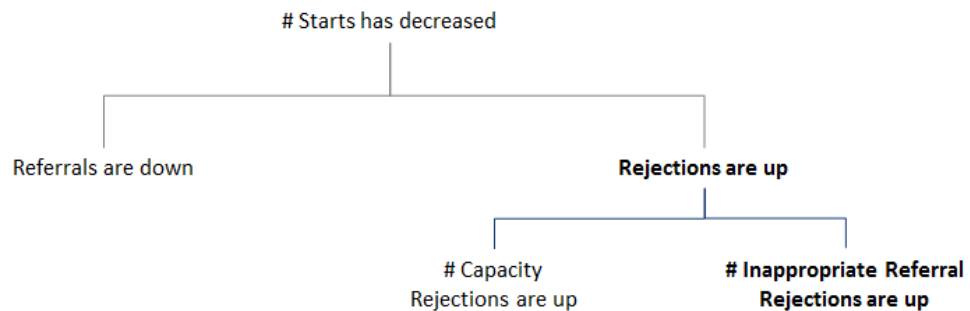 # Starts has decreased
Referrals are down
Rejections are up
# Capacity
Rejections are up
# Inappropriate Referral
Rejections are up